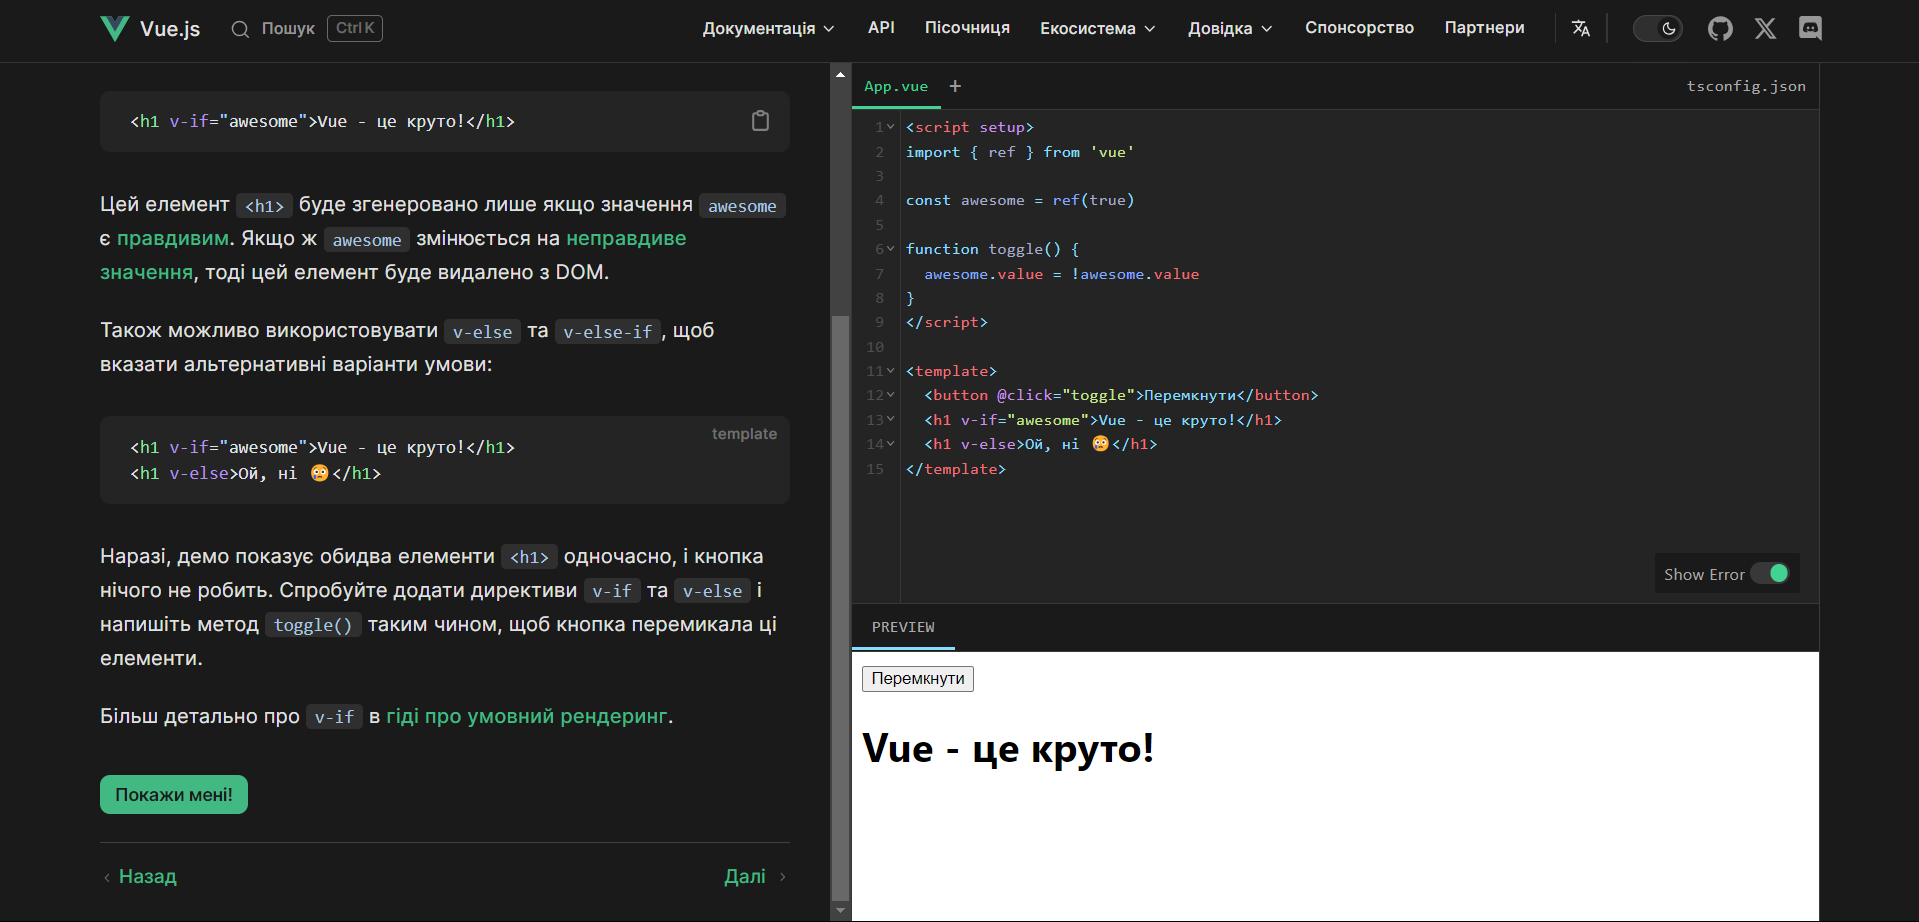 Vue.js Пошук Ctrl K Документація API Пісочниця Екосистема Довідка Спонсорство Партнери
<h1 v-if="awesome">Vue - це круто!</h1>
Цей елемент <h1> буде згенеровано лише якщо значення awesome
є правдивим. Якщо ж awesome змінюється на неправдиве
значення, тоді цей елемент буде видалено з DOM.
Також можливо використовувати v-else та v-else-if, щоб
вказати альтернативні варіанти умови:
template
<h1 v-if="awesome">Vue - це круто!</h1>
<h1 v-else>Ой, ні 😢</h1>
Наразі, демо показує обидва елементи <h1> одночасно, і кнопка
нічого не робить. Спробуйте додати директиви v-if та v-else і
напишіть метод toggle() таким чином, щоб кнопка перемикала ці
елементи.
Більш детально про v-if в гіді про умовний рендеринг.
Покажи мені!
Назад Далі
App.vue + tsconfig.json
1 <script setup>
2 import { ref } from 'vue'
3
4 const awesome = ref(true)
5
6 function toggle() {
7 awesome.value = !awesome.value
8 }
9 </script>
10
11 <template>
12 <button @click="toggle">Перемкнути</button>
13 <h1 v-if="awesome">Vue - це круто!</h1>
14 <h1 v-else>Ой, ні 😢</h1>
15 </template>
Show Error
PREVIEW
Перемкнути
Vue - це круто!